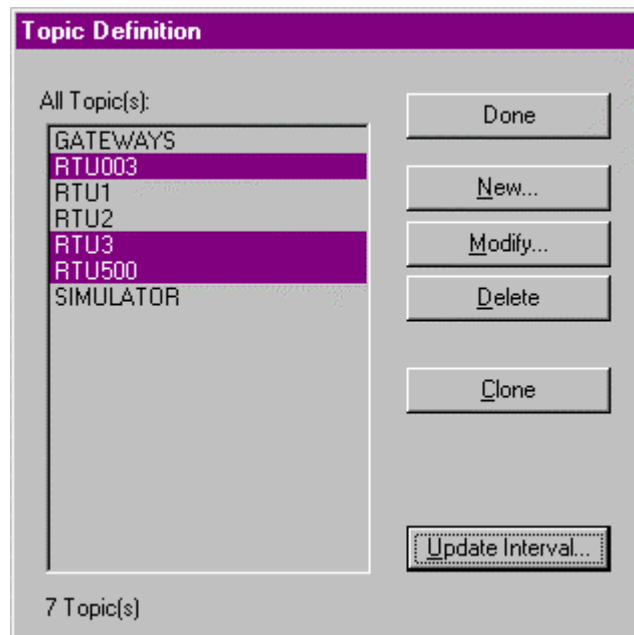 Topic Definition
All Topic(s):
GATEWAYS
RTU003
RTU1
RTU2
RTU3
RTU500
SIMULATOR
7 Topic(s)
Done
New...
Modify...
Delete
Clone
Update Interval...